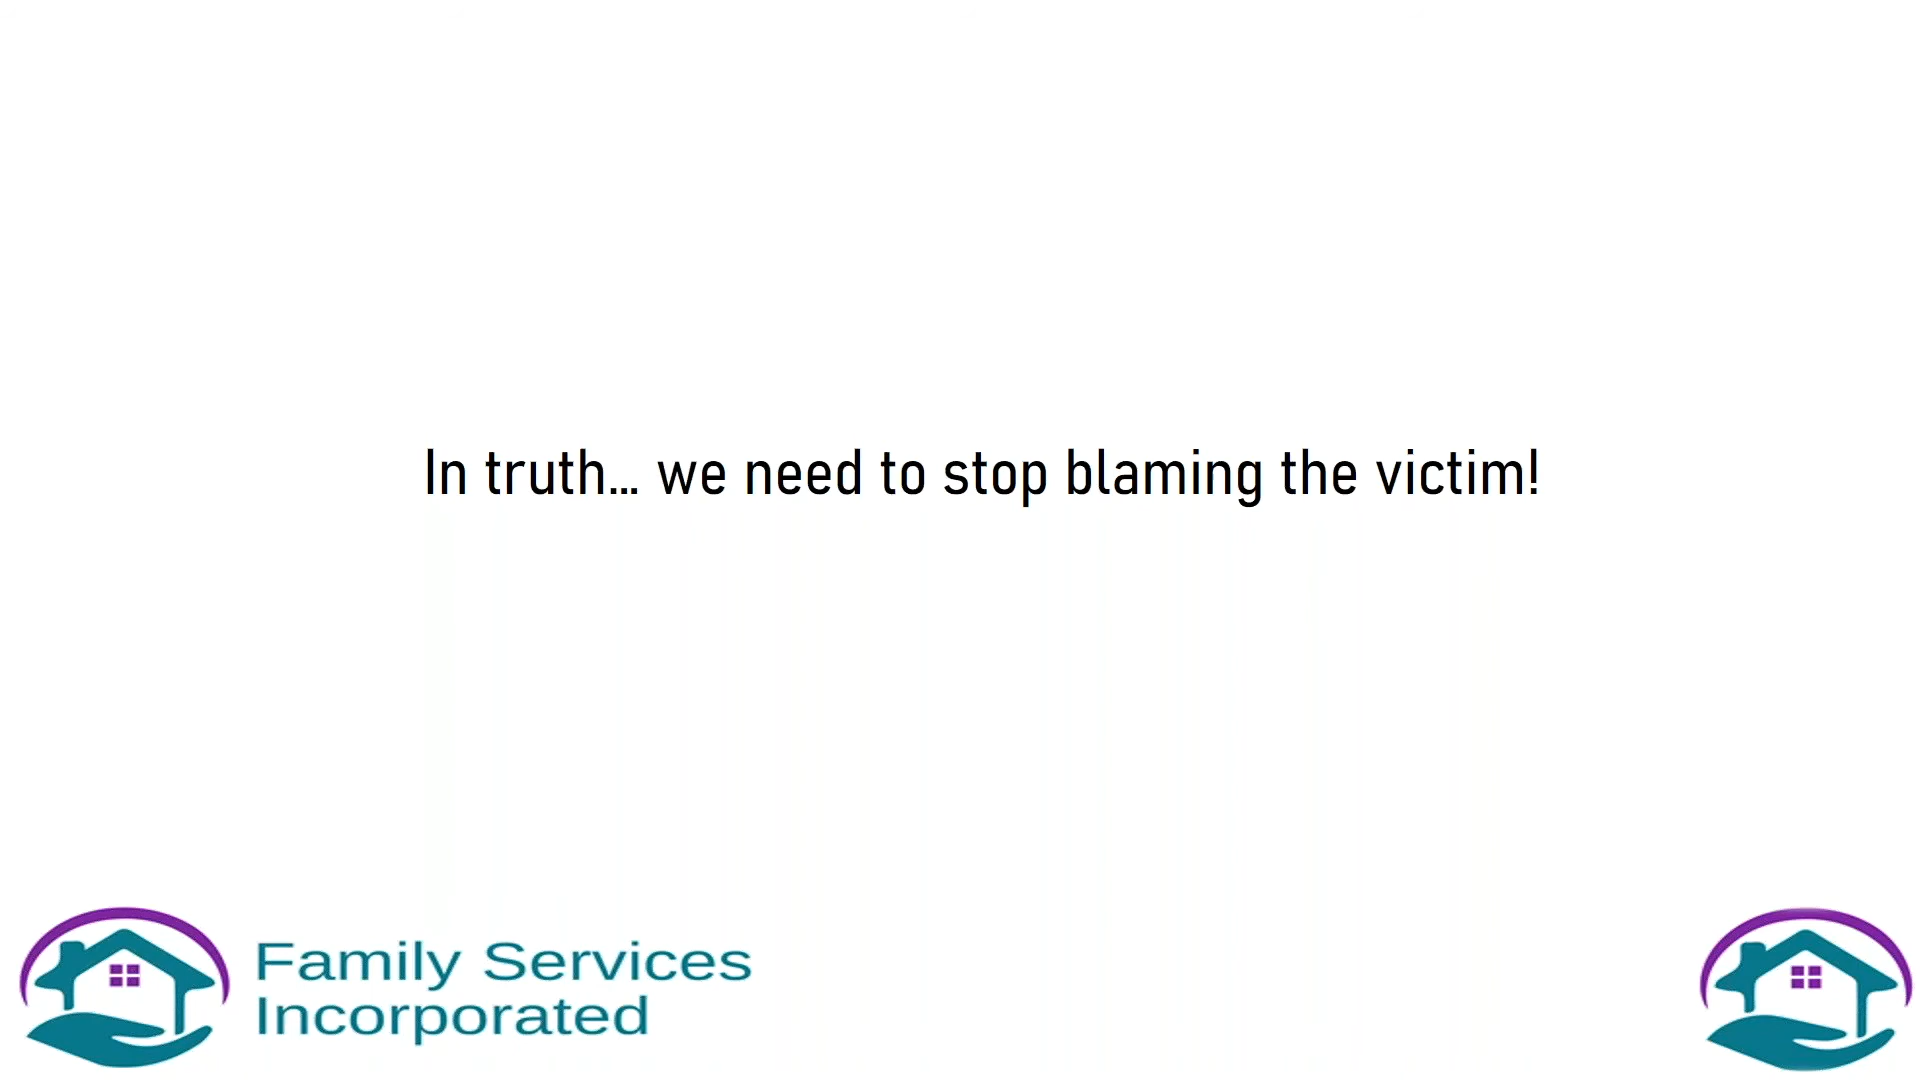 In truth... we need to stop blaming the victim!
Family Services
Incorporated